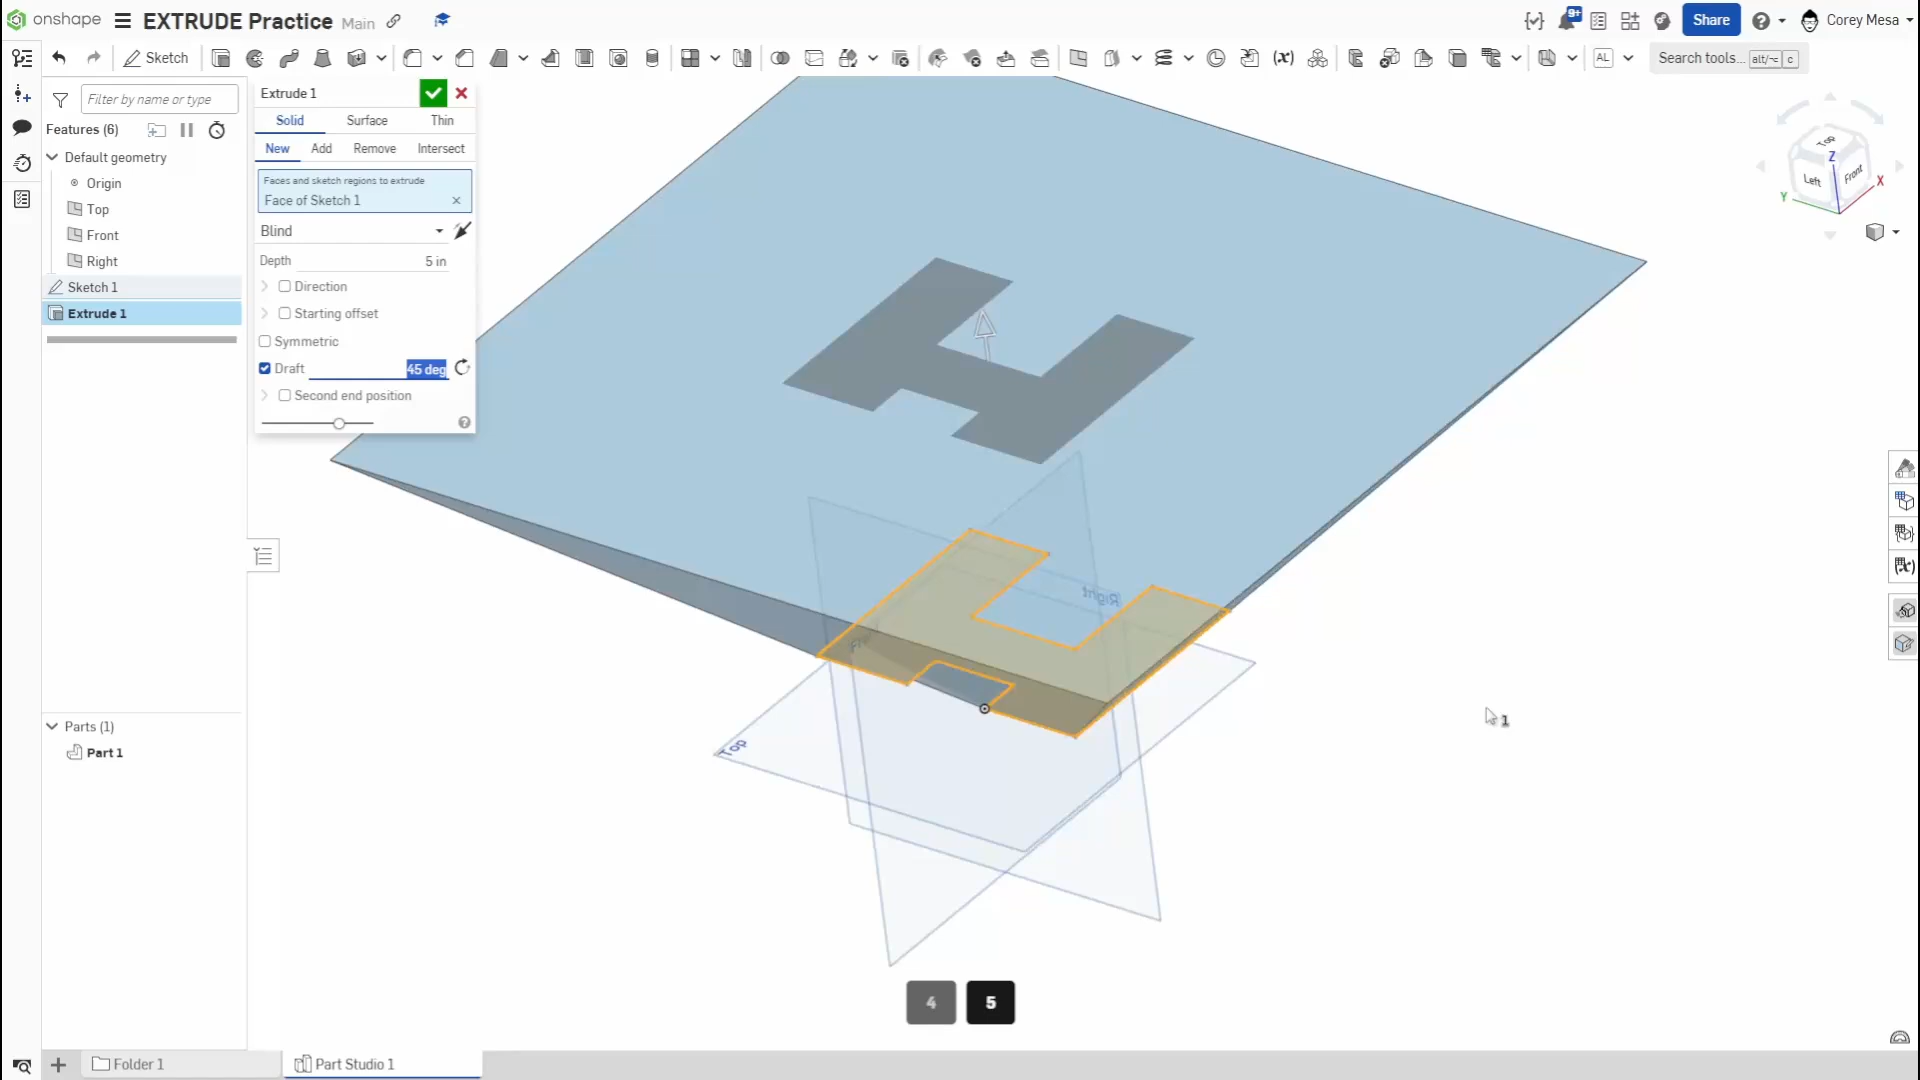 onshape EXTRUDE Practice Main 9+ Share Corey Mesa
Sketch AL Search tools... alt/⌥ c
Filter by name or type
Features (6)
Default geometry
Origin
Top
Front
Right
Sketch 1
Extrude 1
Extrude 1
Solid Surface Thin
New Add Remove Intersect
Faces and sketch regions to extrude
Face of Sketch 1
Blind
Depth 5 in
Direction
Starting offset
Symmetric
Draft 45 deg
Second end position
Top
Z
Left
Front
X
Y
Right
Top
1
Parts (1)
Part 1
4 5
Folder 1 Part Studio 1